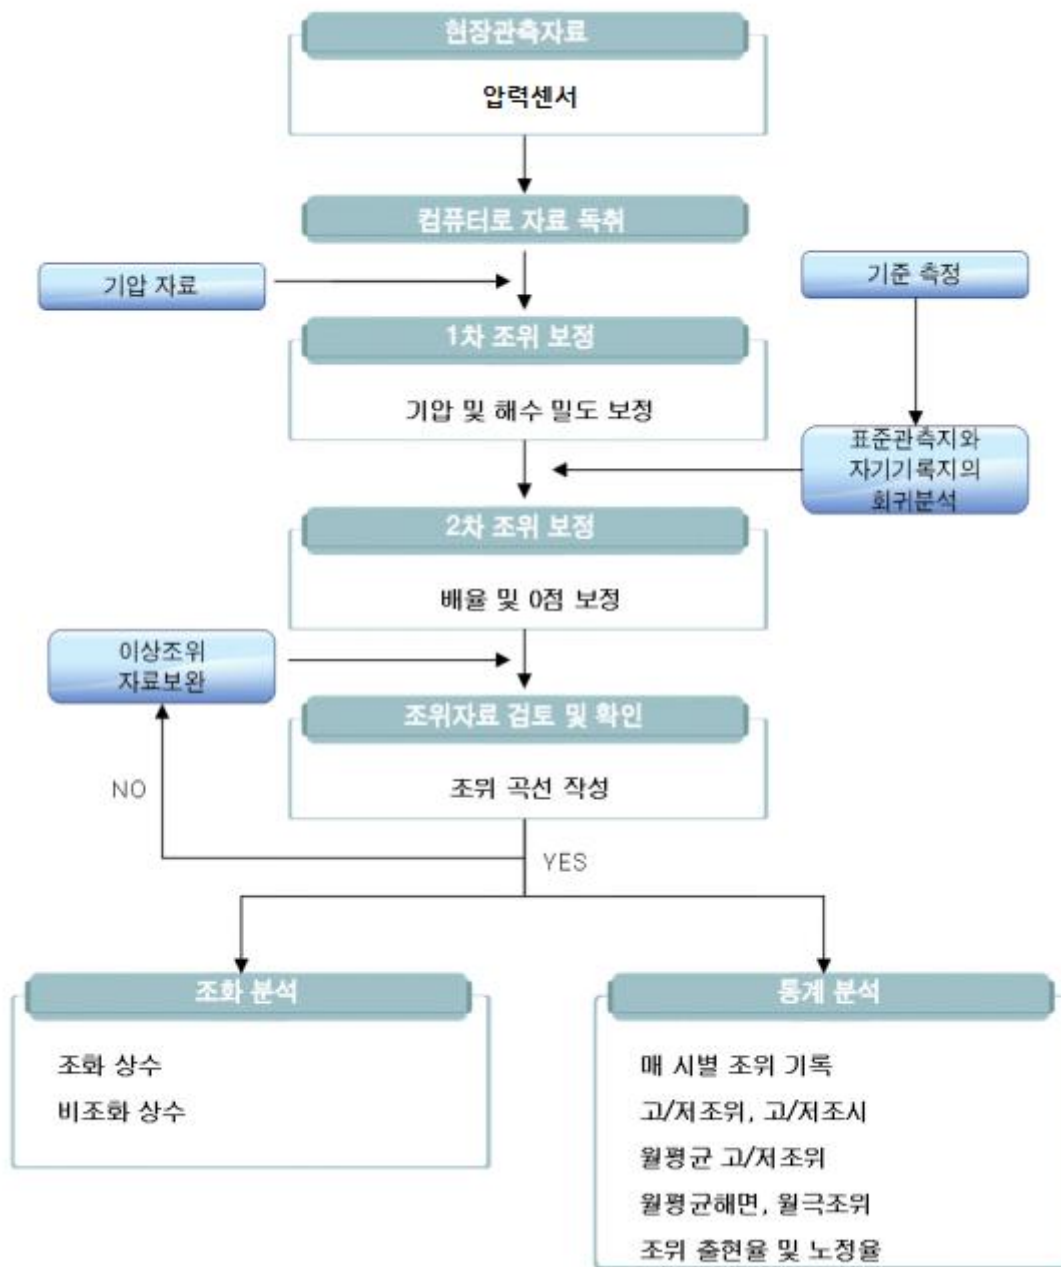 현장관측자료
압력센서
컴퓨터로 자료 독취
기압 자료
기준 측정
1차 조위 보정
기압 및 해수 밀도 보정
표준관측지와
자기기록지의
회귀분석
2차 조위 보정
배율 및 0점 보정
이상조위
자료보완
조위자료 검토 및 확인
조위 곡선 작성
NO
YES
조화 분석
조화 상수
비조화 상수
통계 분석
매 시별 조위 기록
고/저조위, 고/저조시
월평균 고/저조위
월평균해면, 월극조위
조위 출현율 및 노정율